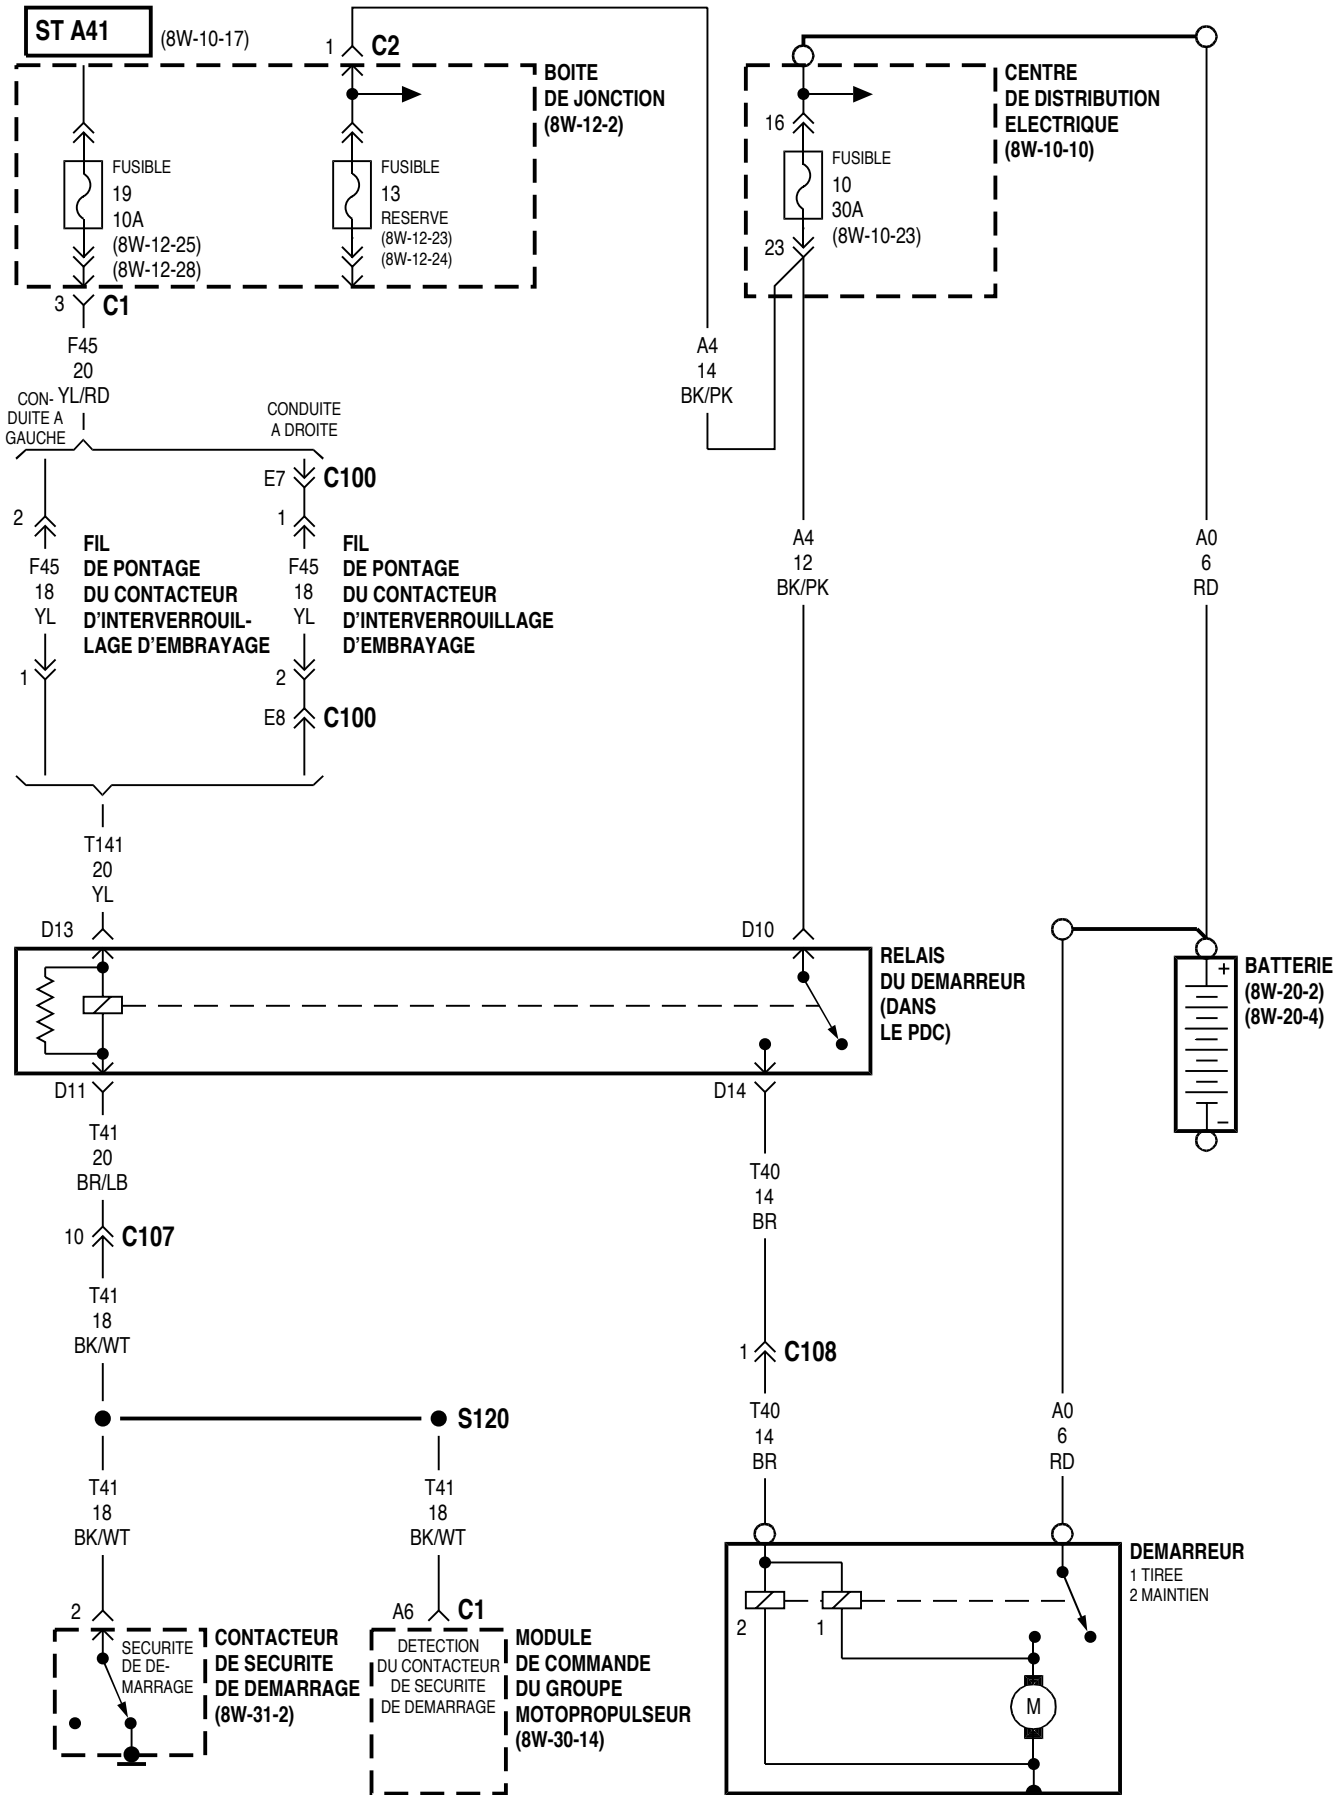 ST A41
(8W-10-17)
1
C2
BOITE
DE JONCTION
(8W-12-2)
CENTRE
DE DISTRIBUTION
ELECTRIQUE
(8W-10-10)
FUSIBLE
19
10A
(8W-12-25)
(8W-12-28)
FUSIBLE
13
RESERVE
(8W-12-23)
(8W-12-24)
16
FUSIBLE
10
30A
(8W-10-23)
23
3
C1
F45
20
YL/RD
A4
14
BK/PK
CON-
DUITE A
GAUCHE
CONDUITE
A DROITE
E7
C100
2
F45
18
YL
1
FIL
DE PONTAGE
DU CONTACTEUR
D'INTERVERROUIL-
LAGE D'EMBRAYAGE
1
F45
18
YL
2
FIL
DE PONTAGE
DU CONTACTEUR
D'INTERVERROUILLAGE
D'EMBRAYAGE
E8
C100
A4
12
BK/PK
A0
6
RD
T141
20
YL
D13
D10
RELAIS
DU DEMARREUR
(DANS
LE PDC)
+
BATTERIE
(8W-20-2)
(8W-20-4)
–
D11
D14
T41
20
BR/LB
T40
14
BR
10
C107
T41
18
BK/WT
1
C108
S120
T40
14
BR
A0
6
RD
T41
18
BK/WT
T41
18
BK/WT
2
A6
C1
SECURITE
DE DE-
MARRAGE
CONTACTEUR
DE SECURITE
DE DEMARRAGE
(8W-31-2)
DETECTION
DU CONTACTEUR
DE SECURITE
DE DEMARRAGE
MODULE
DE COMMANDE
DU GROUPE
MOTOPROPULSEUR
(8W-30-14)
DEMARREUR
1 TIREE
2 MAINTIEN
2
1
M